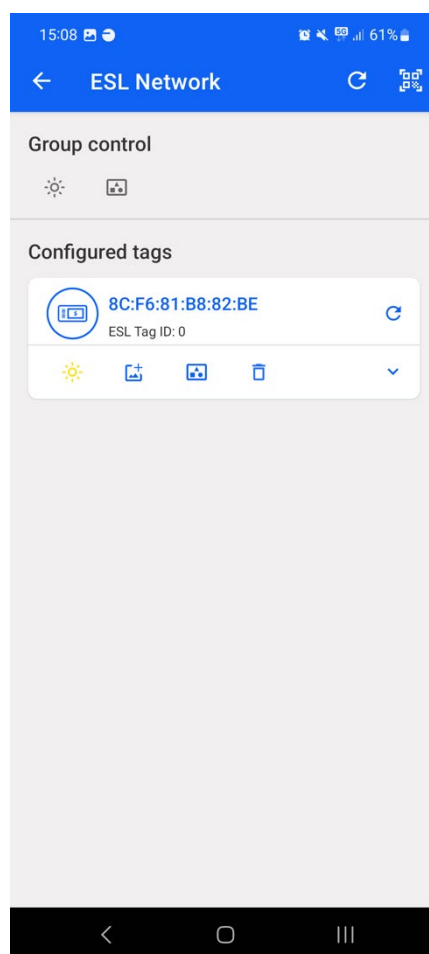 15:08
5G
61%
ESL Network
Group control
Configured tags
8C:F6:81:B8:82:BE
ESL Tag ID: 0